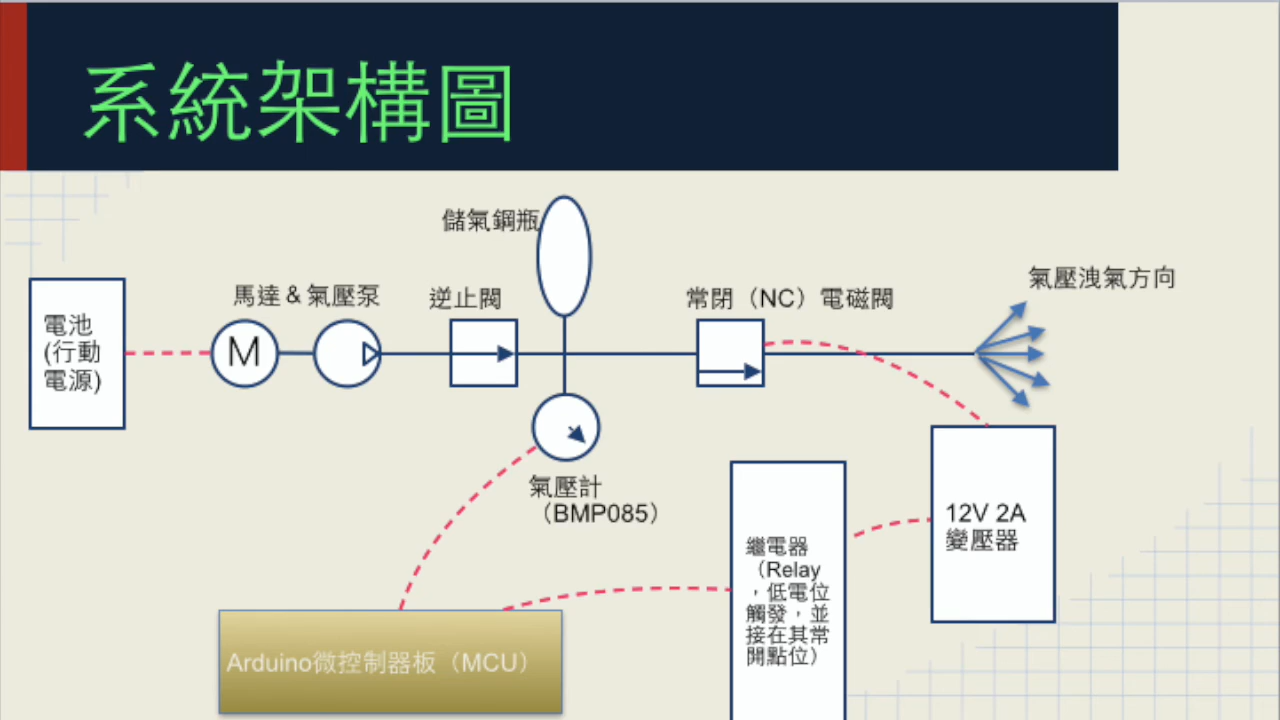 系統架構圖
儲氣鋼瓶
氣壓洩氣方向
馬達＆氣壓泵
逆止閥
常閉（NC）電磁閥
電池
(行動
電源)
M
氣壓計
（BMP085）
12V 2A
變壓器
繼電器
（Relay
，低電位
觸發，並
接在其常
開點位）
Arduino微控制器板（MCU）